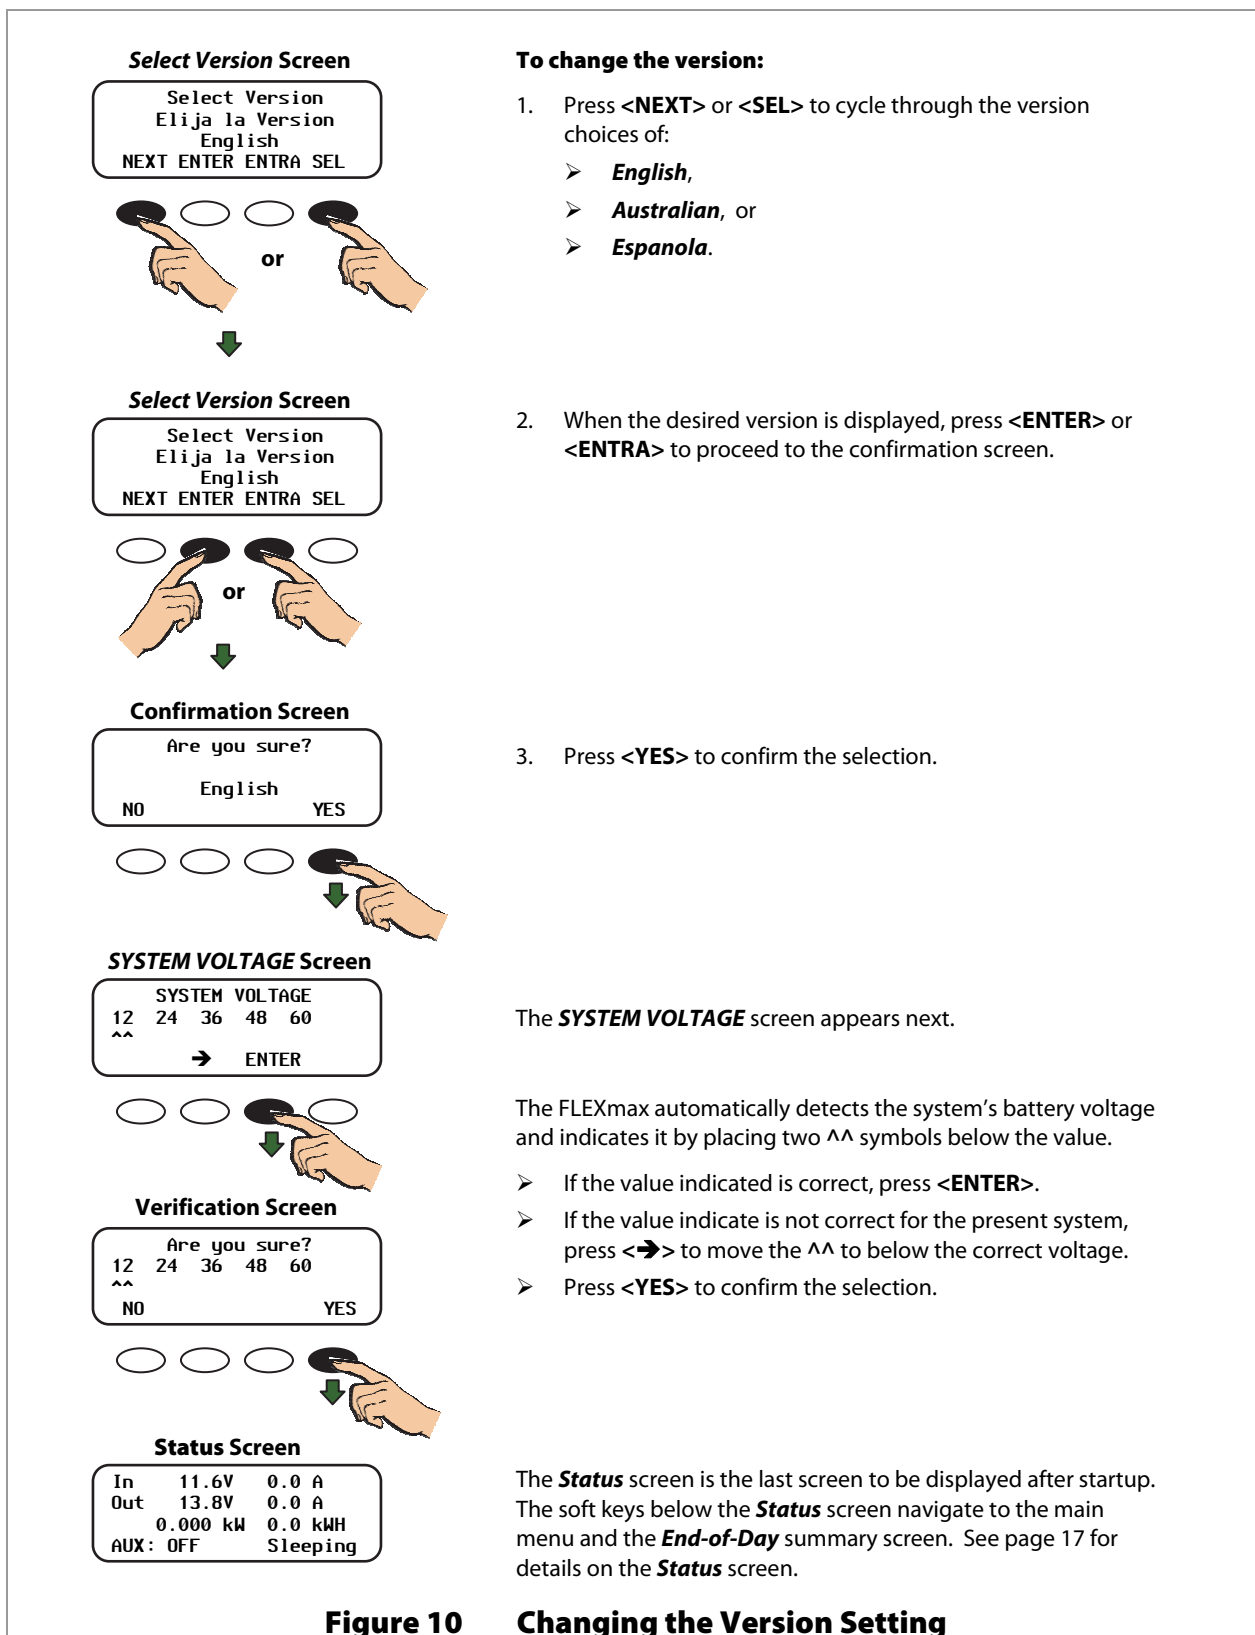 Select Version Screen
Select Version
Elija la Version
English
NEXT ENTER ENTRA SEL
or
To change the version:
1. Press <NEXT> or <SEL> to cycle through the version
choices of:
➢ English,
➢ Australian, or
➢ Espanola.
Select Version Screen
Select Version
Elija la Version
English
NEXT ENTER ENTRA SEL
or
2. When the desired version is displayed, press <ENTER> or
<ENTRA> to proceed to the confirmation screen.
Confirmation Screen
Are you sure?
English
NO YES
3. Press <YES> to confirm the selection.
SYSTEM VOLTAGE Screen
SYSTEM VOLTAGE
12 24 36 48 60
^^
➔ ENTER
The SYSTEM VOLTAGE screen appears next.
The FLEXmax automatically detects the system's battery voltage
and indicates it by placing two ^^ symbols below the value.
➢ If the value indicated is correct, press <ENTER>.
➢ If the value indicate is not correct for the present system,
press <➔> to move the ^^ to below the correct voltage.
➢ Press <YES> to confirm the selection.
Verification Screen
Are you sure?
12 24 36 48 60
^^
NO YES
Status Screen
In 11.6V 0.0 A
Out 13.8V 0.0 A
0.000 kW 0.0 kWH
AUX: OFF Sleeping
The Status screen is the last screen to be displayed after startup.
The soft keys below the Status screen navigate to the main
menu and the End-of-Day summary screen. See page 17 for
details on the Status screen.
Figure 10 Changing the Version Setting